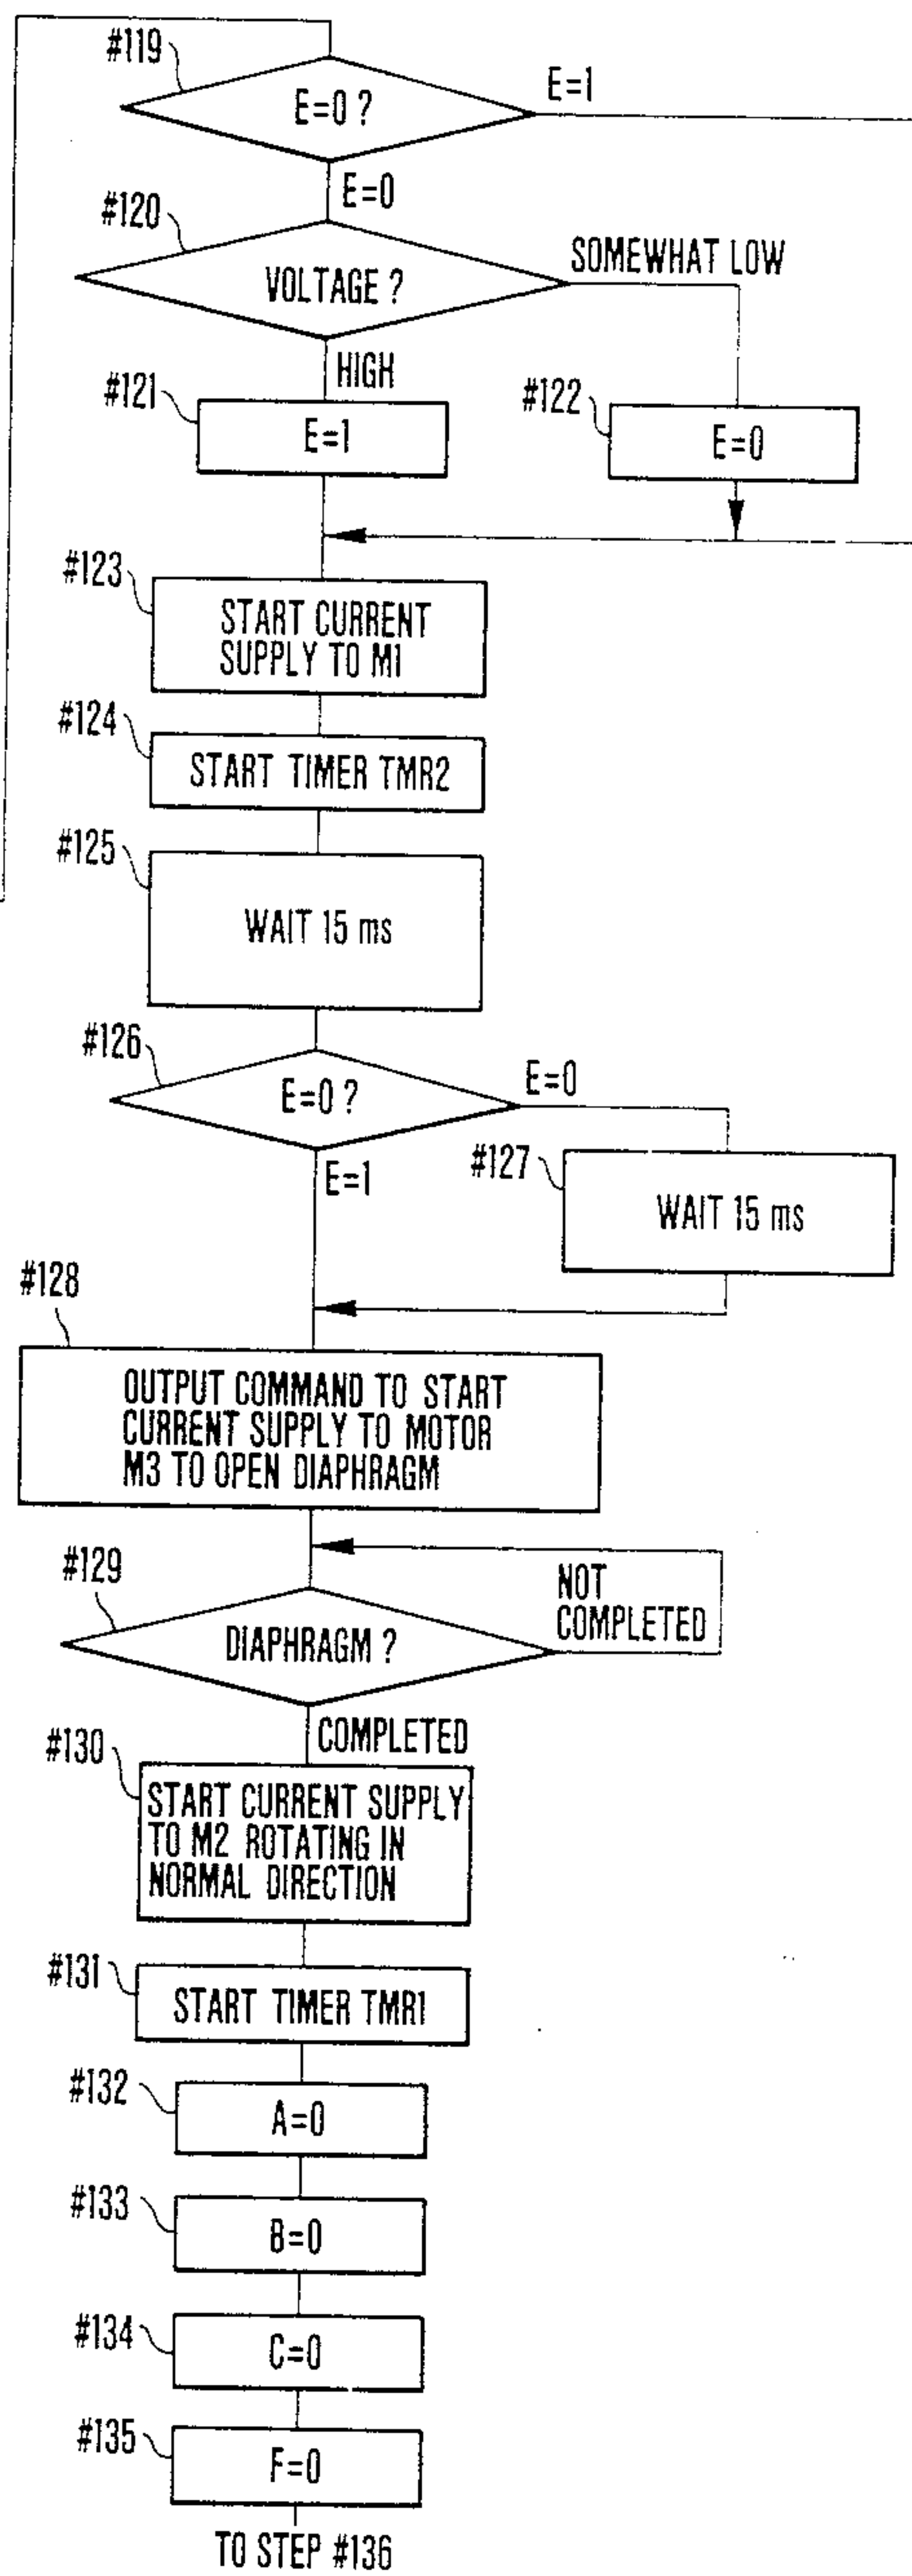 #119
E=0 ?
E=1
E=0
#120
VOLTAGE ?
SOMEWHAT LOW
HIGH
#121
E=1
#122
E=0
#123
START CURRENT
SUPPLY TO M1
#124
START TIMER TMR2
#125
WAIT 15 ms
#126
E=0 ?
E=0
E=1
#127
WAIT 15 ms
#128
OUTPUT COMMAND TO START
CURRENT SUPPLY TO MOTOR
M3 TO OPEN DIAPHRAGM
#129
DIAPHRAGM ?
NOT
COMPLETED
COMPLETED
#130
START CURRENT SUPPLY
TO M2 ROTATING IN
NORMAL DIRECTION
#131
START TIMER TMR1
#132
A=0
#133
B=0
#134
C=0
#135
F=0
TO STEP #136